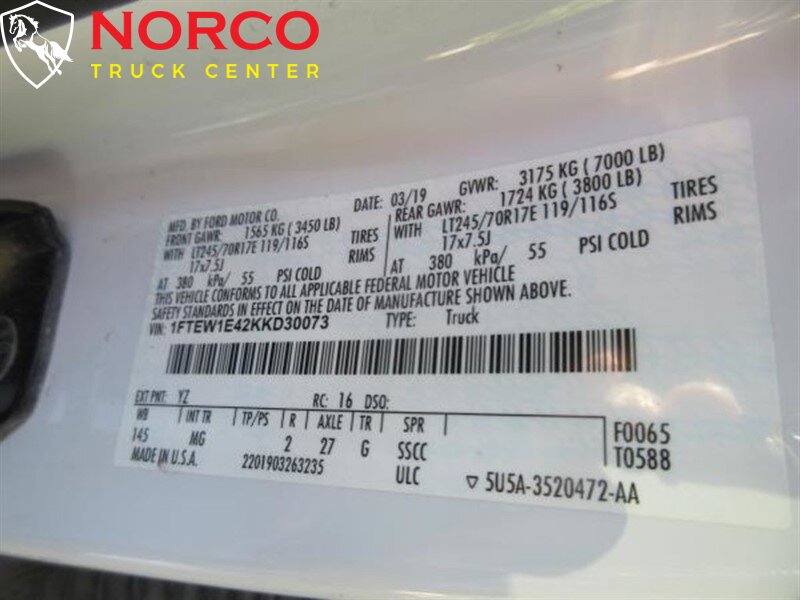 NORCO
TRUCK CENTER
MFD. BY FORD MOTOR CO. DATE: 03/19 GVWR: 3175 KG ( 7000 LB)
FRONT GAWR: 1565 KG ( 3450 LB) REAR GAWR: 1724 KG ( 3800 LB)
WITH LT245/70R17E 119/116S TIRES WITH LT245/70R17E 119/116S TIRES
17x7.5J RIMS 17x7.5J RIMS
AT 380 kPa/ 55 PSI COLD AT 380 kPa/ 55 PSI COLD
THIS VEHICLE CONFORMS TO ALL APPLICABLE FEDERAL MOTOR VEHICLE
SAFETY STANDARDS IN EFFECT ON THE DATE OF MANUFACTURE SHOWN ABOVE.
VIN: 1FTEW1E42KKD30073 TYPE: Truck
EXT PNT: YZ RC: 16 DSO:
WB INT TR TP/PS R AXLE TR SPR F0065
145 MG 2 27 G SSCC T0588
MADE IN U.S.A. 2201903263235 ULC ▽ 5U5A-3520472-AA